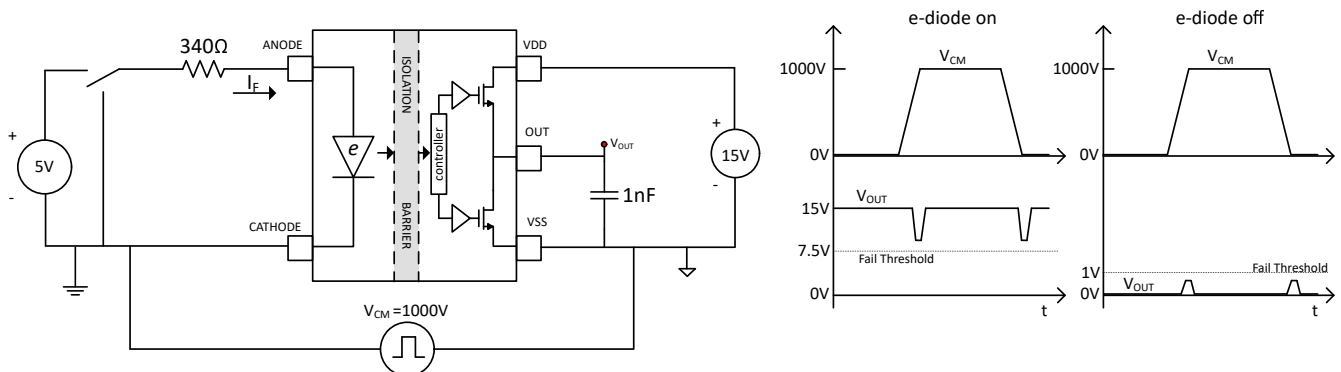 340Ω
ANODE
I_F
+
5V
-
e
CATHODE
ISOLATION
BARRIER
controller
VDD
OUT
VSS
V_OUT
1nF
+
15V
-
V_CM =1000V
e-diode on
1000V
V_CM
0V
15V
V_OUT
7.5V
Fail Threshold
0V
t
e-diode off
1000V
V_CM
0V
1V
Fail Threshold
V_OUT
0V
t